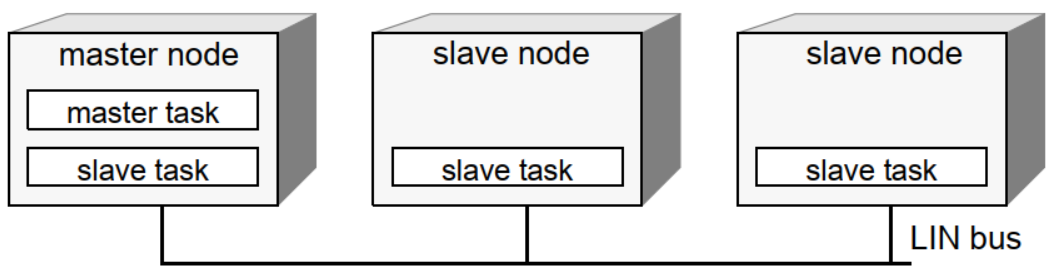 master node
master task
slave task
slave node
slave task
slave node
slave task
LIN bus